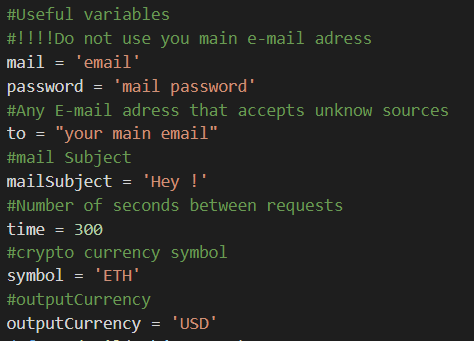 #Useful variables
#!!!!Do not use you main e-mail adress
mail = 'email'
password = 'mail password'
#Any E-mail adress that accepts unknow sources
to = "your main email"
#mail Subject
mailSubject = 'Hey !'
#Number of seconds between requests
time = 300
#crypto currency symbol
symbol = 'ETH'
#outputCurrency
outputCurrency = 'USD'